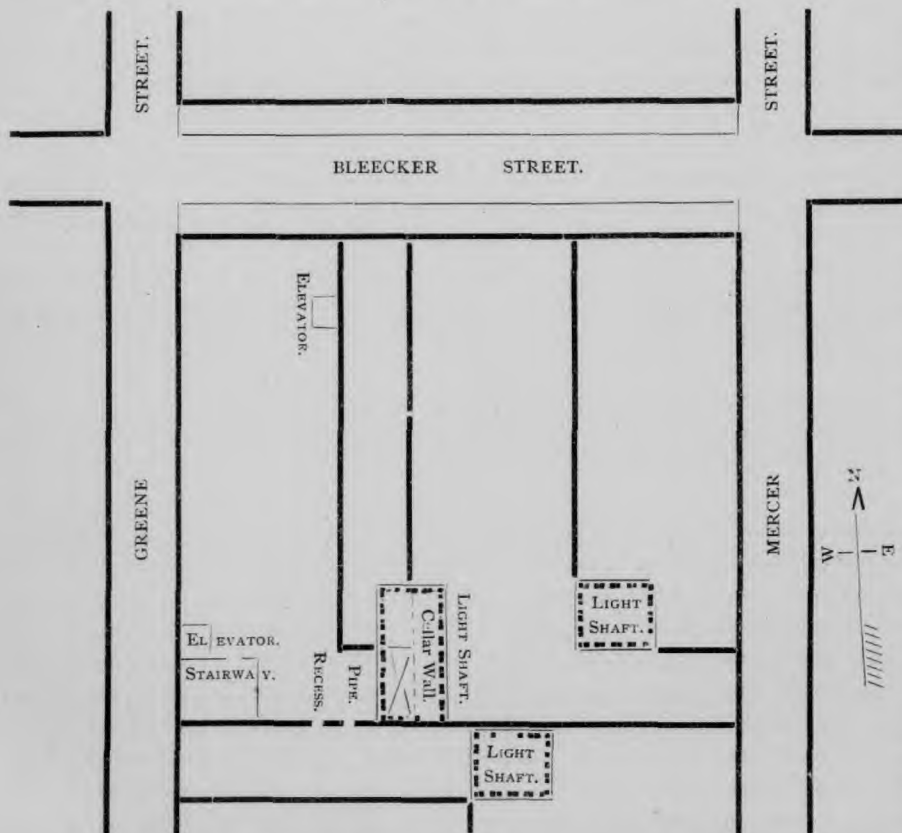 STREET.
STREET.
BLEECKER STREET.
ELEVATOR.
GREENE
MERCER
N
W E
LIGHT SHAFT.
Cellar Wall.
LIGHT
SHAFT.
ELEVATOR.
STAIRWAY.
RECESS.
PIPE.
LIGHT
SHAFT.